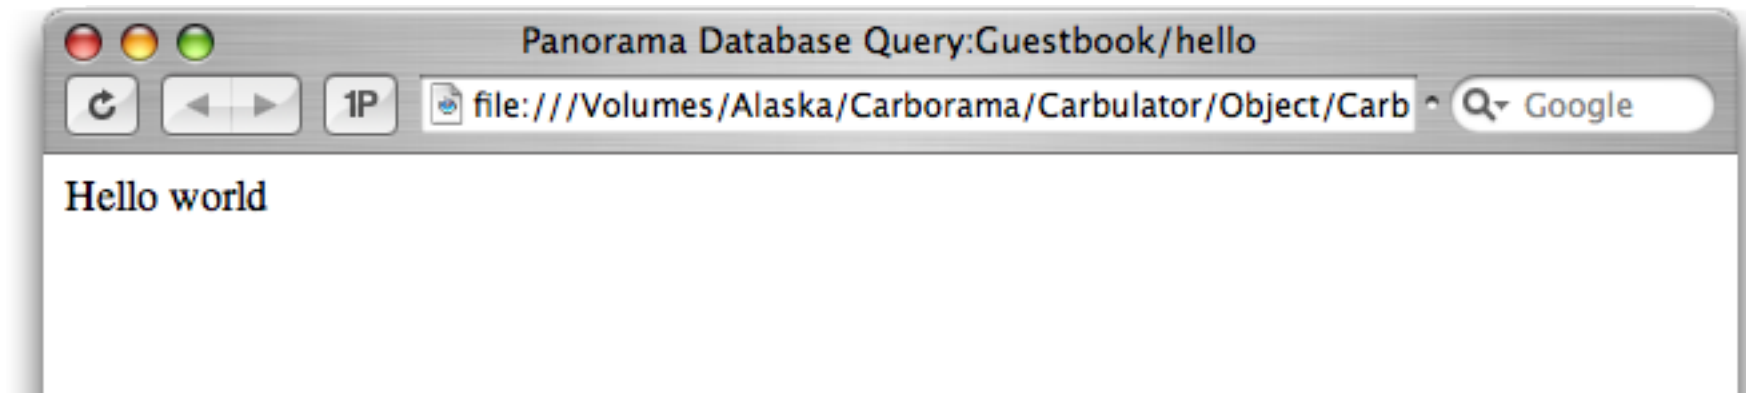 Panorama Database Query:Guestbook/hello
1P file:///Volumes/Alaska/Carborama/Carbulator/Object/Carb Google
Hello world